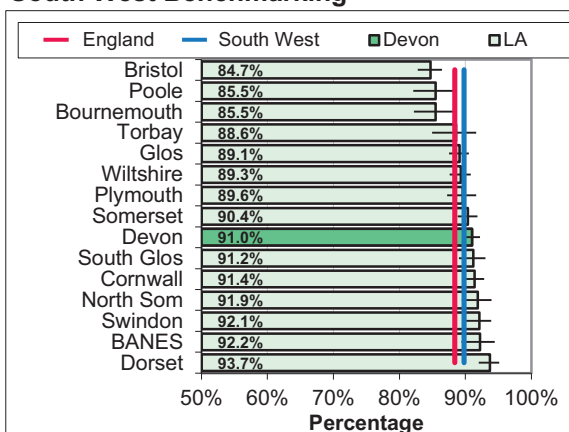 South West Benchmarking
England South West Devon LA
Bristol 84.7%
Poole 85.5%
Bournemouth 85.5%
Torbay 88.6%
Glos 89.1%
Wiltshire 89.3%
Plymouth 89.6%
Somerset 90.4%
Devon 91.0%
South Glos 91.2%
Cornwall 91.4%
North Som 91.9%
Swindon 92.1%
BANES 92.2%
Dorset 93.7%
50% 60% 70% 80% 90% 100%
Percentage